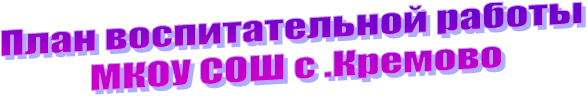 План воспитательной работы
МКОУ СОШ с .Кремово